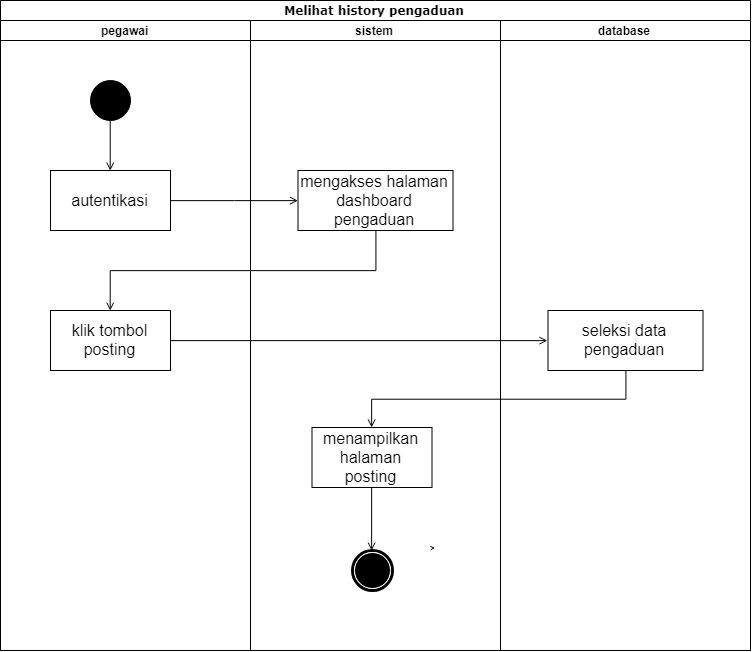 Melihat history pengaduan
pegawai
sistem
database
autentikasi
mengakses halaman
dashboard
pengaduan
klik tombol
posting
seleksi data
pengaduan
menampilkan
halaman
posting